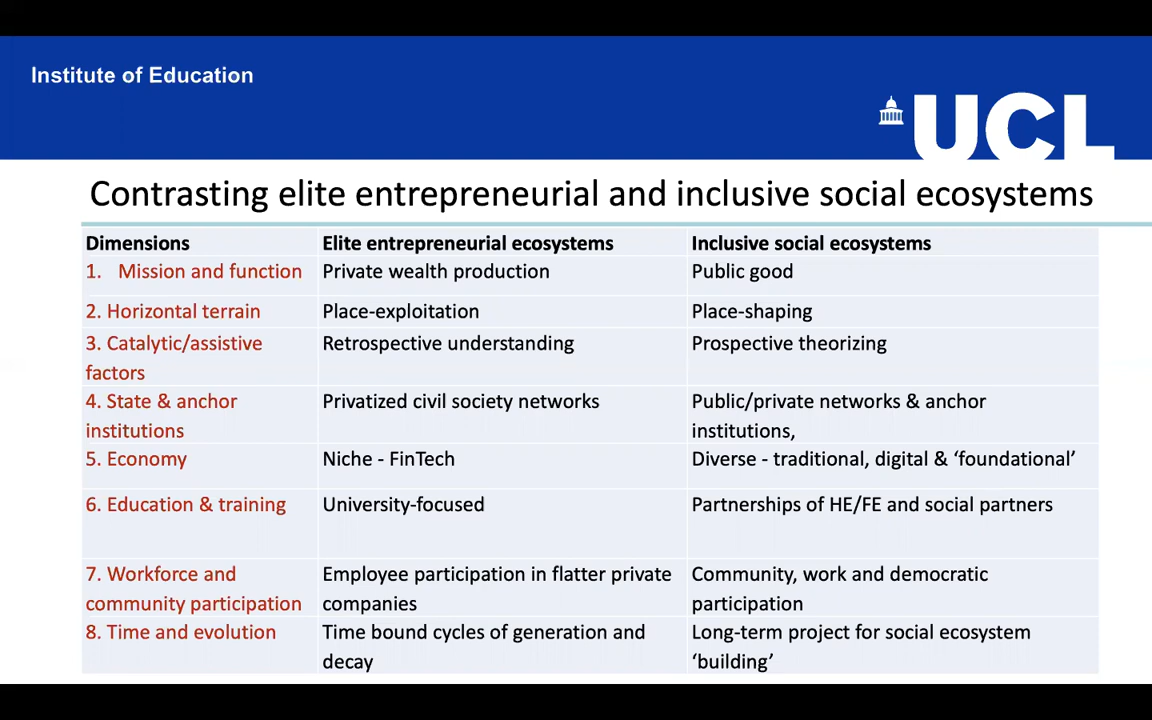 Institute of Education
UCL
Contrasting elite entrepreneurial and inclusive social ecosystems
Dimensions Elite entrepreneurial ecosystems Inclusive social ecosystems
1. Mission and function Private wealth production Public good
2. Horizontal terrain Place-exploitation Place-shaping
3. Catalytic/assistive Retrospective understanding Prospective theorizing
factors
4. State & anchor Privatized civil society networks Public/private networks & anchor
institutions institutions,
5. Economy Niche - FinTech Diverse - traditional, digital & ‘foundational’
6. Education & training University-focused Partnerships of HE/FE and social partners
7. Workforce and Employee participation in flatter private Community, work and democratic
community participation companies participation
8. Time and evolution Time bound cycles of generation and Long-term project for social ecosystem
decay ‘building’